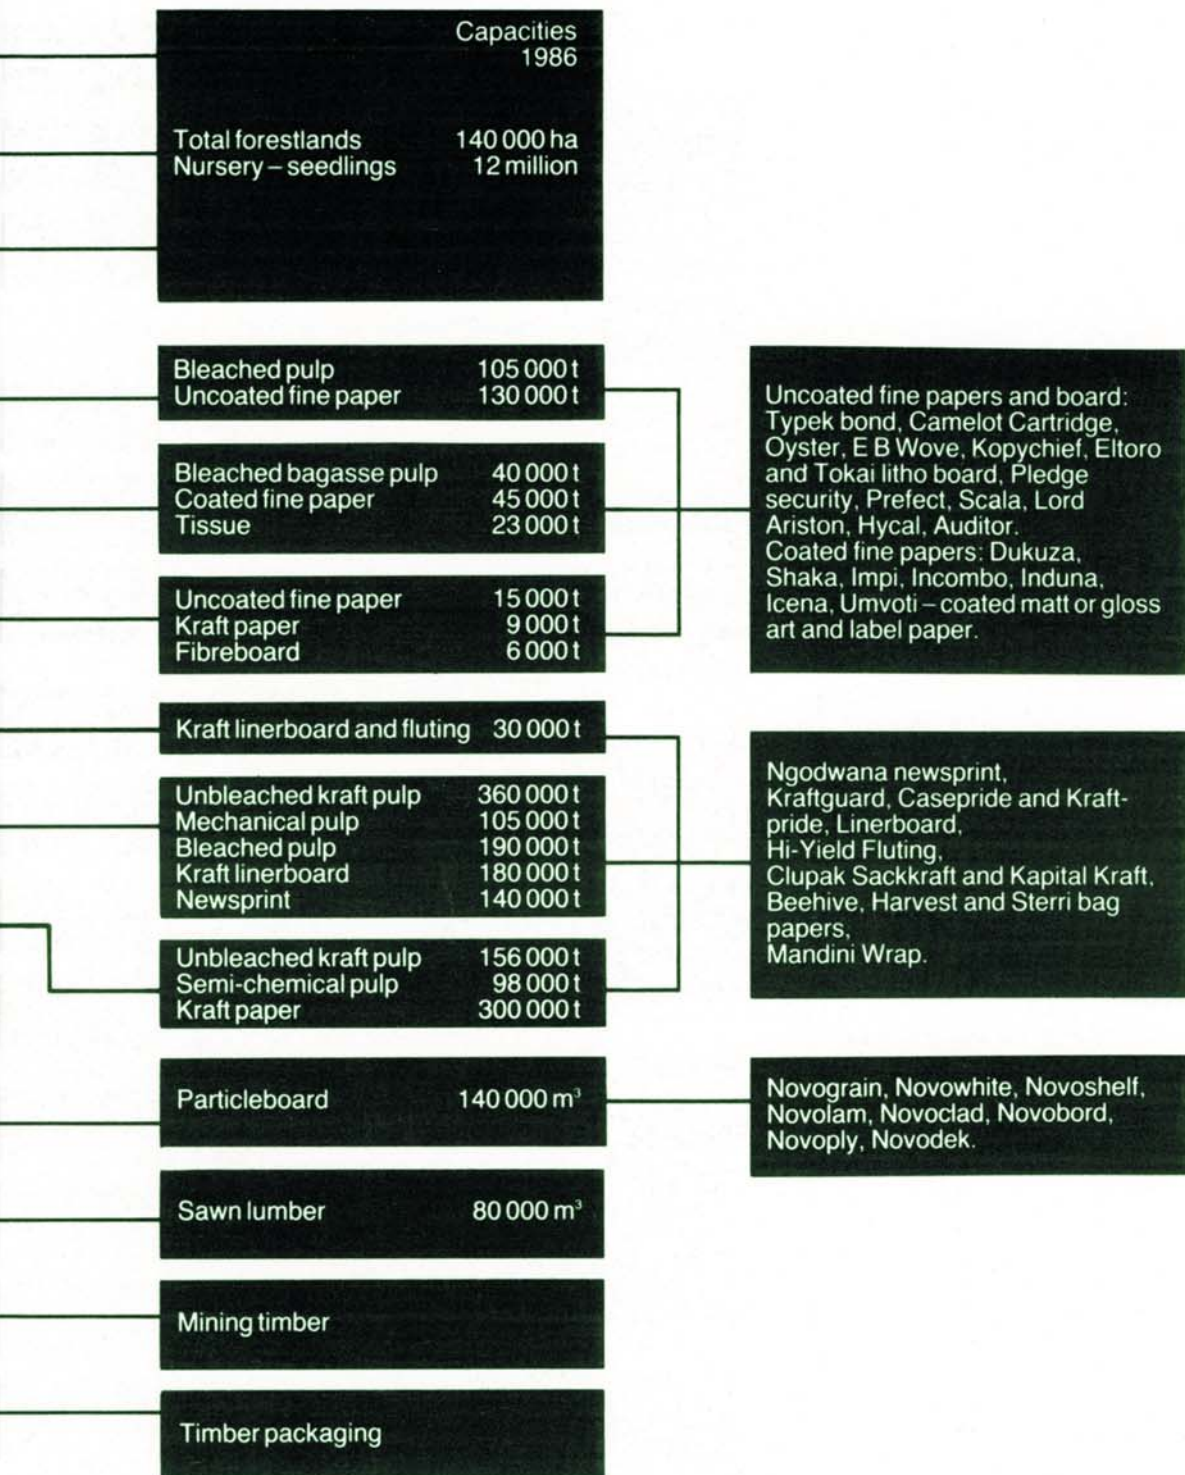 Capacities
1986
Total forestlands 140 000 ha
Nursery – seedlings 12 million
Bleached pulp 105 000 t
Uncoated fine paper 130 000 t
Bleached bagasse pulp 40 000 t
Coated fine paper 45 000 t
Tissue 23 000 t
Uncoated fine paper 15 000 t
Kraft paper 9 000 t
Fibreboard 6 000 t
Uncoated fine papers and board:
Typek bond, Camelot Cartridge,
Oyster, E B Wove, Kopychief, Eltoro
and Tokai litho board, Pledge
security, Prefect, Scala, Lord
Ariston, Hycal, Auditor.
Coated fine papers: Dukuza,
Shaka, Impi, Incombo, Induna,
Icena, Umvoti – coated matt or gloss
art and label paper.
Kraft linerboard and fluting 30 000 t
Unbleached kraft pulp 360 000 t
Mechanical pulp 105 000 t
Bleached pulp 190 000 t
Kraft linerboard 180 000 t
Newsprint 140 000 t
Unbleached kraft pulp 156 000 t
Semi-chemical pulp 98 000 t
Kraft paper 300 000 t
Ngodwana newsprint,
Kraftguard, Casepride and Kraft-
pride, Linerboard,
Hi-Yield Fluting,
Clupak Sackkraft and Kapital Kraft,
Beehive, Harvest and Sterri bag
papers,
Mandini Wrap.
Particleboard 140 000 m³
Novograin, Novowhite, Novoshelf,
Novolam, Novoclad, Novobord,
Novoply, Novodek.
Sawn lumber 80 000 m³
Mining timber
Timber packaging